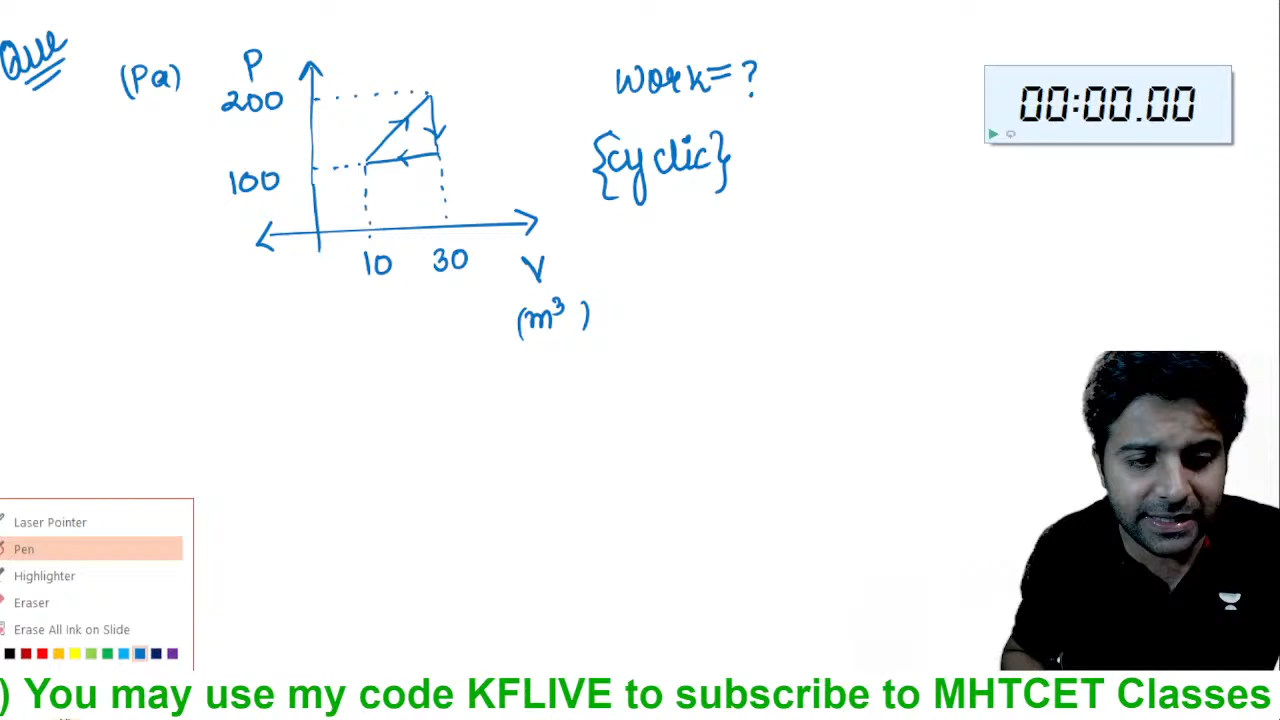 Que
(Pa)
P
200
100
10
30
V
(m³)
Work = ?
{cyclic}
00:00.00
Laser Pointer
Pen
Highlighter
Eraser
Erase All Ink on Slide
) You may use my code KFLIVE to subscribe to MHTCET Classes